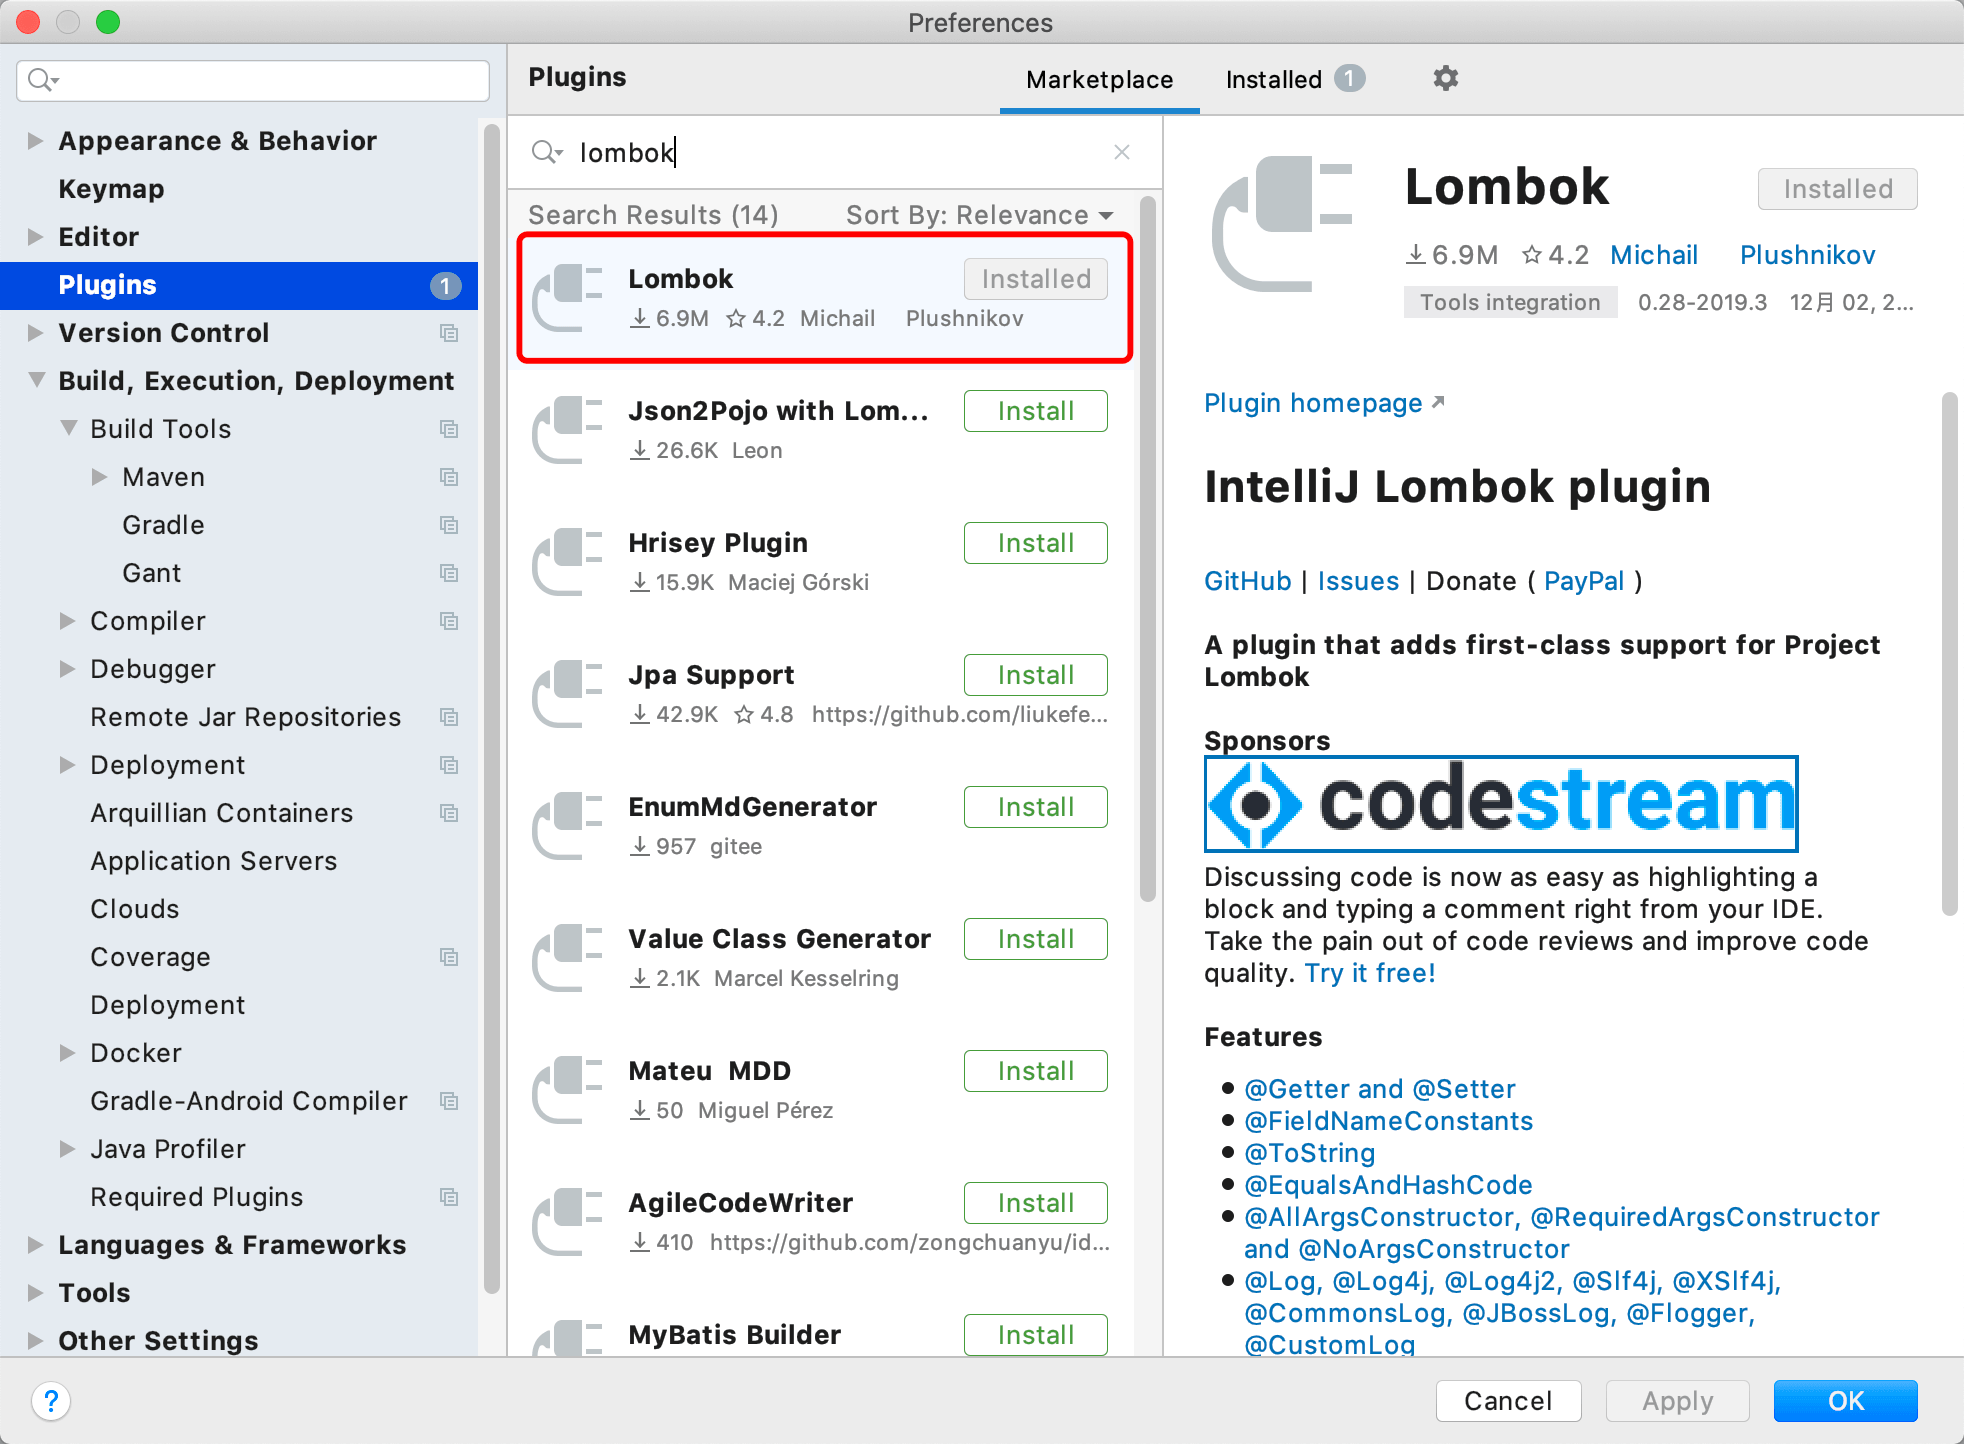 Preferences
Appearance & Behavior
Keymap
Editor
Plugins 1
Version Control
Build, Execution, Deployment
Build Tools
Maven
Gradle
Gant
Compiler
Debugger
Remote Jar Repositories
Deployment
Arquillian Containers
Application Servers
Clouds
Coverage
Deployment
Docker
Gradle-Android Compiler
Java Profiler
Required Plugins
Languages & Frameworks
Tools
Other Settings
Plugins Marketplace Installed 1
lombok
Search Results (14) Sort By: Relevance
Lombok Installed
6.9M 4.2 Michail Plushnikov
Json2Pojo with Lom... Install
26.6K Leon
Hrisey Plugin Install
15.9K Maciej Górski
Jpa Support Install
42.9K 4.8 https://github.com/liukefe...
EnumMdGenerator Install
957 gitee
Value Class Generator Install
2.1K Marcel Kesselring
Mateu MDD Install
50 Miguel Pérez
AgileCodeWriter Install
410 https://github.com/zongchuanyu/id...
MyBatis Builder Install
Lombok Installed
6.9M 4.2 Michail Plushnikov
Tools integration 0.28-2019.3 12月 02, 2...
Plugin homepage
IntelliJ Lombok plugin
GitHub | Issues | Donate ( PayPal )
A plugin that adds first-class support for Project
Lombok
Sponsors
codestream
Discussing code is now as easy as highlighting a
block and typing a comment right from your IDE.
Take the pain out of code reviews and improve code
quality. Try it free!
Features
@Getter and @Setter
@FieldNameConstants
@ToString
@EqualsAndHashCode
@AllArgsConstructor, @RequiredArgsConstructor
and @NoArgsConstructor
@Log, @Log4j, @Log4j2, @Slf4j, @XSlf4j,
@CommonsLog, @JBossLog, @Flogger,
@CustomLog
? Cancel Apply OK